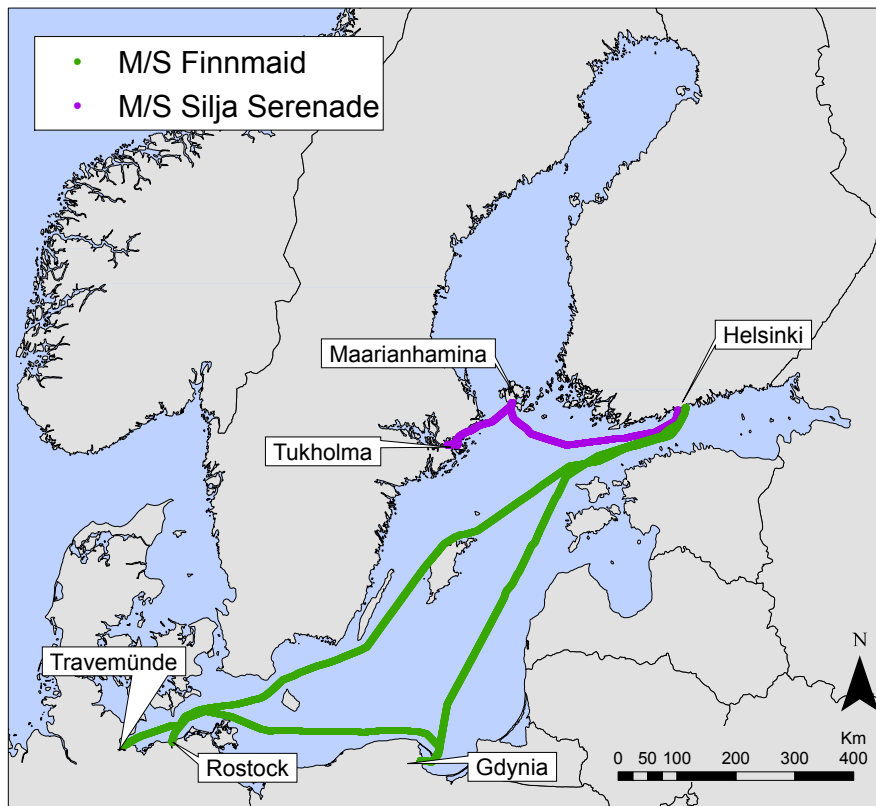 M/S Finnmaid
M/S Silja Serenade
Helsinki
Maarianhamina
Tukholma
Travemünde
Rostock
Gdynia
N
Km
0 50 100 200 300 400